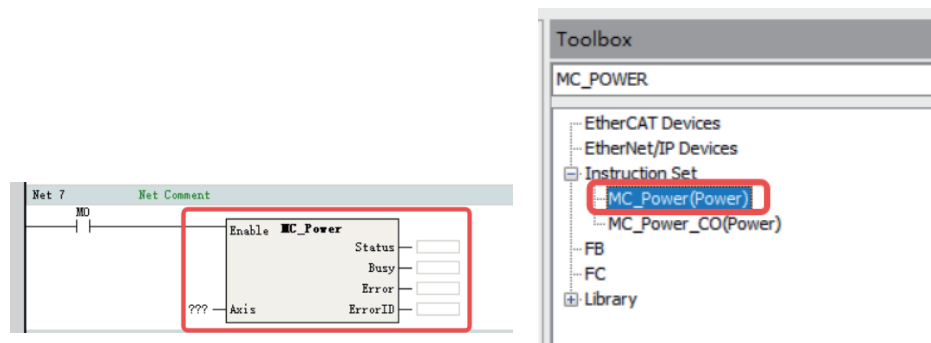 Net 7 Net Comment
M0
Enable MC_Power
Status
Busy
Error
??? Axis ErrorID
Toolbox
MC_POWER
EtherCAT Devices
EtherNet/IP Devices
Instruction Set
MC_Power(Power)
MC_Power_CO(Power)
FB
FC
Library